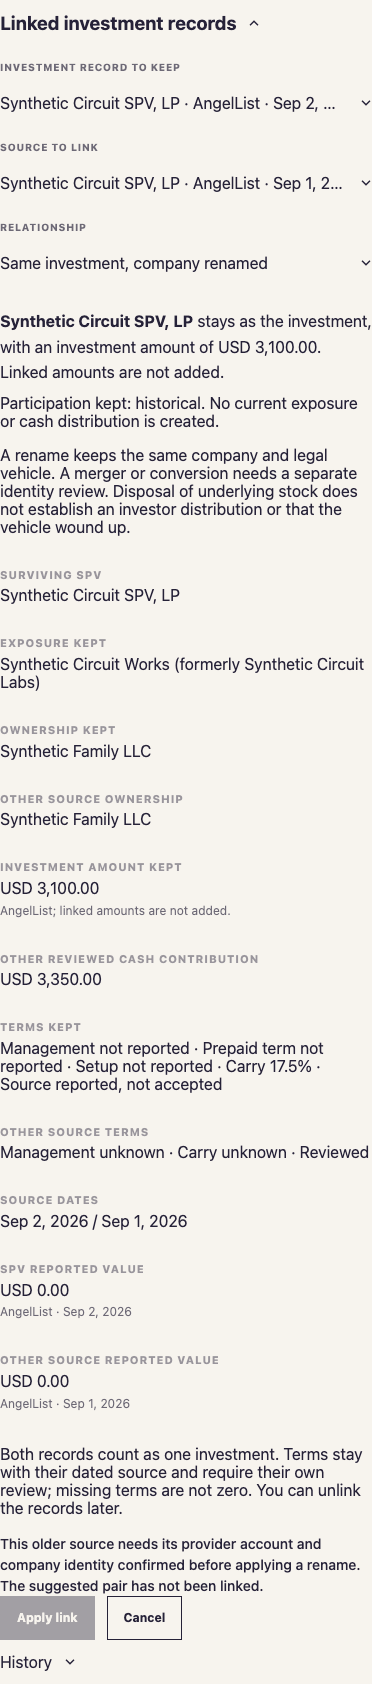 Linked investment records
INVESTMENT RECORD TO KEEP
Synthetic Circuit SPV, LP · AngelList · Sep 2, ...
SOURCE TO LINK
Synthetic Circuit SPV, LP · AngelList · Sep 1, 2...
RELATIONSHIP
Same investment, company renamed
Synthetic Circuit SPV, LP stays as the investment,
with an investment amount of USD 3,100.00.
Linked amounts are not added.
Participation kept: historical. No current exposure
or cash distribution is created.
A rename keeps the same company and legal
vehicle. A merger or conversion needs a separate
identity review. Disposal of underlying stock does
not establish an investor distribution or that the
vehicle wound up.
SURVIVING SPV
Synthetic Circuit SPV, LP
EXPOSURE KEPT
Synthetic Circuit Works (formerly Synthetic Circuit
Labs)
OWNERSHIP KEPT
Synthetic Family LLC
OTHER SOURCE OWNERSHIP
Synthetic Family LLC
INVESTMENT AMOUNT KEPT
USD 3,100.00
AngelList; linked amounts are not added.
OTHER REVIEWED CASH CONTRIBUTION
USD 3,350.00
TERMS KEPT
Management not reported · Prepaid term not
reported · Setup not reported · Carry 17.5% ·
Source reported, not accepted
OTHER SOURCE TERMS
Management unknown · Carry unknown · Reviewed
SOURCE DATES
Sep 2, 2026 / Sep 1, 2026
SPV REPORTED VALUE
USD 0.00
AngelList · Sep 2, 2026
OTHER SOURCE REPORTED VALUE
USD 0.00
AngelList · Sep 1, 2026
Both records count as one investment. Terms stay
with their dated source and require their own
review; missing terms are not zero. You can unlink
the records later.
This older source needs its provider account and
company identity confirmed before applying a rename.
The suggested pair has not been linked.
Apply link
Cancel
History